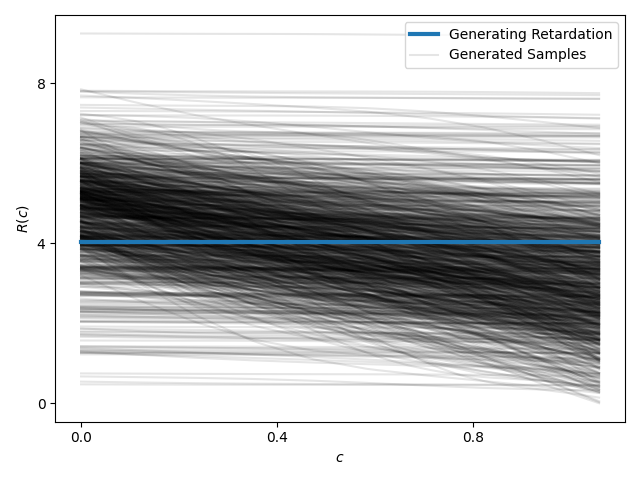 Generating Retardation
Generated Samples
8
4
0
R(c)
0.0
0.4
0.8
c